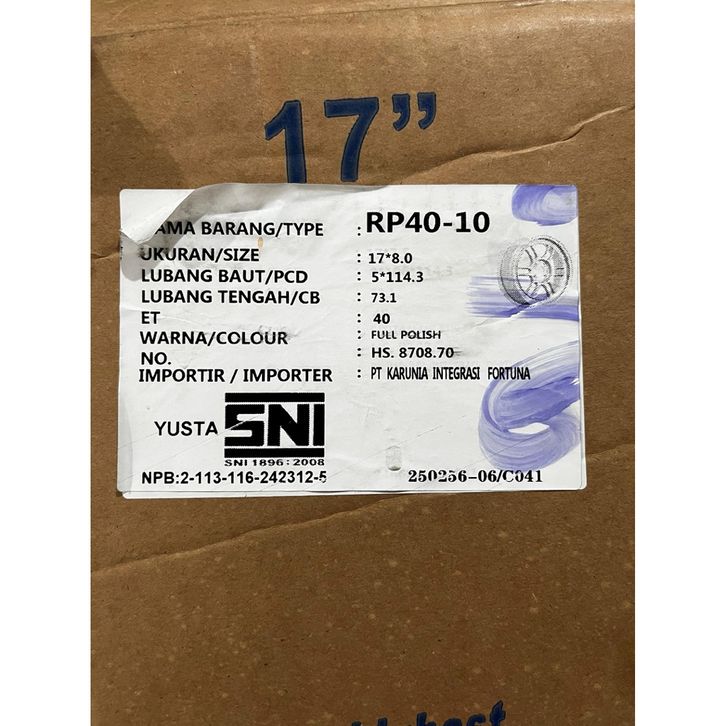 17”
AMA BARANG/TYPE : RP40-10
UKURAN/SIZE : 17*8.0
LUBANG BAUT/PCD : 5*114.3
LUBANG TENGAH/CB : 73.1
ET : 40
WARNA/COLOUR : FULL POLISH
NO. : HS. 8708.70
IMPORTIR / IMPORTER : PT KARUNIA INTEGRASI FORTUNA
YUSTA SNI
SNI 1896:2008
NPB:2-113-116-242312-5
250256-06/C041